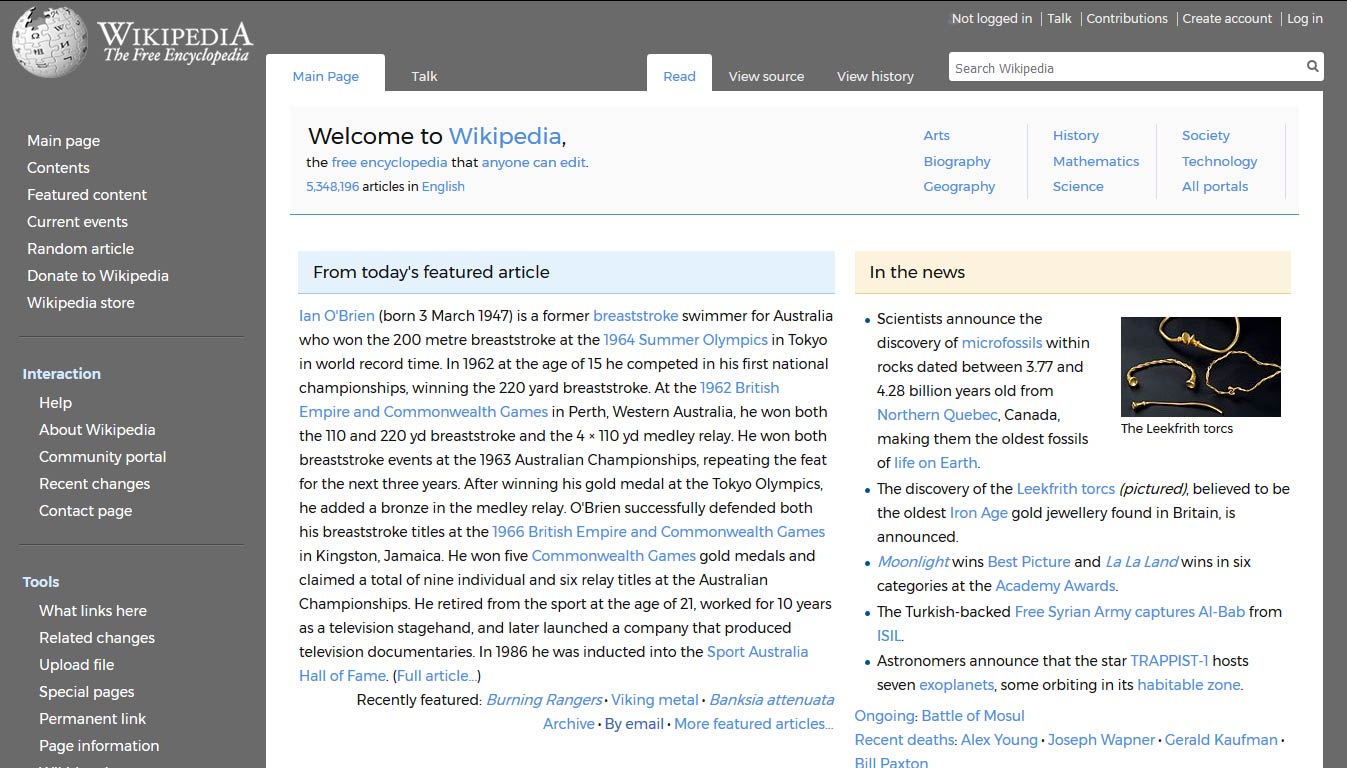 WIKIPEDIA
The Free Encyclopedia
Not logged in
Talk
Contributions
Create account
Log in
Main Page
Talk
Read
View source
View history
Search Wikipedia
Main page
Contents
Featured content
Current events
Random article
Donate to Wikipedia
Wikipedia store
Interaction
Help
About Wikipedia
Community portal
Recent changes
Contact page
Tools
What links here
Related changes
Upload file
Special pages
Permanent link
Page information
Welcome to Wikipedia,
the free encyclopedia that anyone can edit.
5,348,196 articles in English
Arts
Biography
Geography
History
Mathematics
Science
Society
Technology
All portals
From today's featured article
Ian O'Brien (born 3 March 1947) is a former breaststroke swimmer for Australia
who won the 200 metre breaststroke at the 1964 Summer Olympics in Tokyo
in world record time. In 1962 at the age of 15 he competed in his first national
championships, winning the 220 yard breaststroke. At the 1962 British
Empire and Commonwealth Games in Perth, Western Australia, he won both
the 110 and 220 yd breaststroke and the 4 × 110 yd medley relay. He won both
breaststroke events at the 1963 Australian Championships, repeating the feat
for the next three years. After winning his gold medal at the Tokyo Olympics,
he added a bronze in the medley relay. O'Brien successfully defended both
his breaststroke titles at the 1966 British Empire and Commonwealth Games
in Kingston, Jamaica. He won five Commonwealth Games gold medals and
claimed a total of nine individual and six relay titles at the Australian
Championships. He retired from the sport at the age of 21, worked for 10 years
as a television stagehand, and later launched a company that produced
television documentaries. In 1986 he was inducted into the Sport Australia
Hall of Fame. (Full article...)
Recently featured: Burning Rangers · Viking metal · Banksia attenuata
Archive · By email · More featured articles...
In the news
Scientists announce the
discovery of microfossils within
rocks dated between 3.77 and
4.28 billion years old from
Northern Quebec, Canada,
making them the oldest fossils
of life on Earth.
The Leekfrith torcs
The discovery of the Leekfrith torcs (pictured), believed to be
the oldest Iron Age gold jewellery found in Britain, is
announced.
Moonlight wins Best Picture and La La Land wins in six
categories at the Academy Awards.
The Turkish-backed Free Syrian Army captures Al-Bab from
ISIL.
Astronomers announce that the star TRAPPIST-1 hosts
seven exoplanets, some orbiting in its habitable zone.
Ongoing: Battle of Mosul
Recent deaths: Alex Young · Joseph Wapner · Gerald Kaufman ·
Bill Paxton